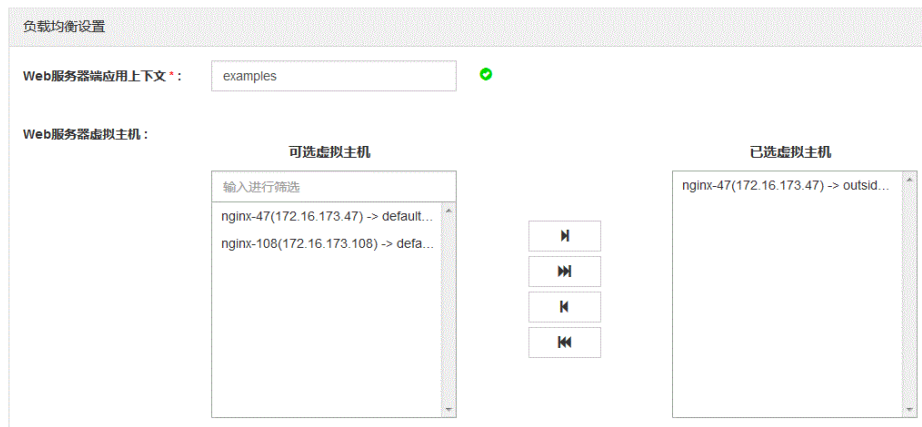 负载均衡设置
Web服务器端应用上下文 * :
examples
Web服务器虚拟主机 :
可选虚拟主机
已选虚拟主机
输入进行筛选
nginx-47(172.16.173.47) -> default...
nginx-108(172.16.173.108) -> defa...
nginx-47(172.16.173.47) -> outsid...